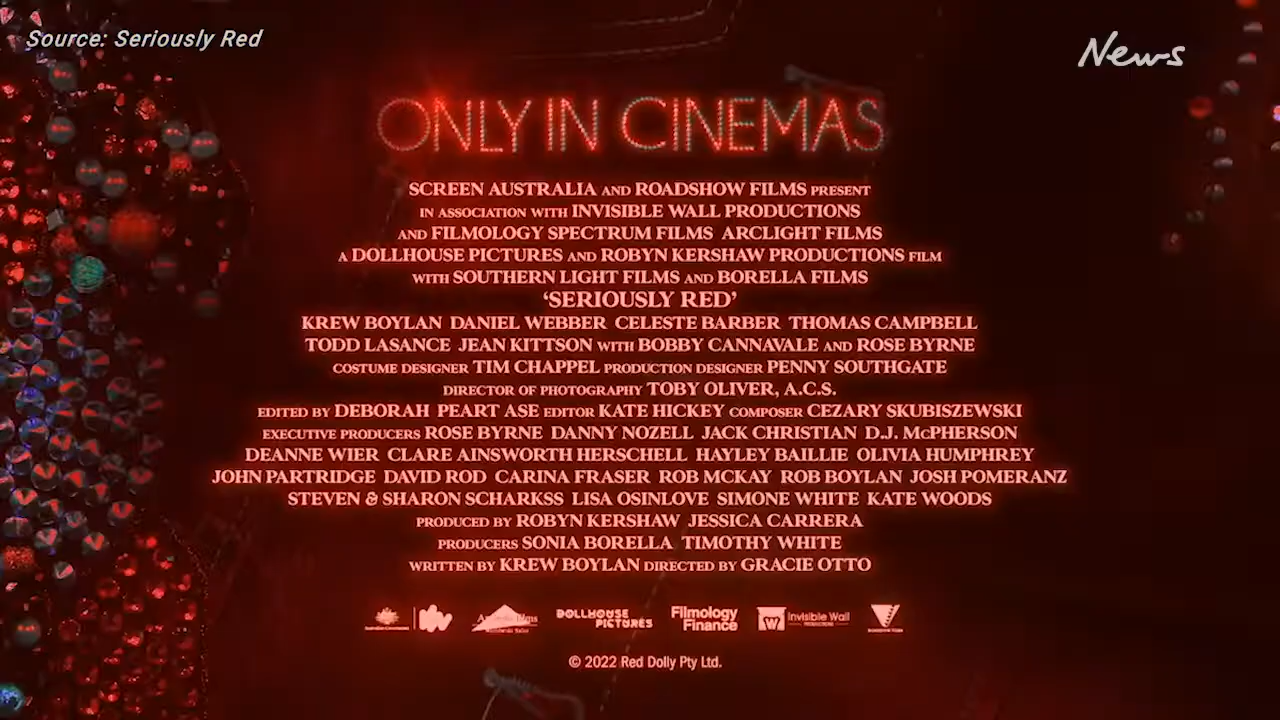 Source: Seriously Red
News
ONLY IN CINEMAS
SCREEN AUSTRALIA AND ROADSHOW FILMS PRESENT
IN ASSOCIATION WITH INVISIBLE WALL PRODUCTIONS
AND FILMOLOGY SPECTRUM FILMS ARCLIGHT FILMS
A DOLLHOUSE PICTURES AND ROBYN KERSHAW PRODUCTIONS FILM
WITH SOUTHERN LIGHT FILMS AND BORELLA FILMS
‘SERIOUSLY RED’
KREW BOYLAN DANIEL WEBBER CELESTE BARBER THOMAS CAMPBELL
TODD LASANCE JEAN KITTSON WITH BOBBY CANNAVALE AND ROSE BYRNE
COSTUME DESIGNER TIM CHAPPEL PRODUCTION DESIGNER PENNY SOUTHGATE
DIRECTOR OF PHOTOGRAPHY TOBY OLIVER, A.C.S.
EDITED BY DEBORAH PEART ASE EDITOR KATE HICKEY COMPOSER CEZARY SKUBISZEWSKI
EXECUTIVE PRODUCERS ROSE BYRNE DANNY NOZELL JACK CHRISTIAN D.J. McPHERSON
DEANNE WIER CLARE AINSWORTH HERSCHELL HAYLEY BAILLIE OLIVIA HUMPHREY
JOHN PARTRIDGE DAVID ROD CARINA FRASER ROB MCKAY ROB BOYLAN JOSH POMERANZ
STEVEN & SHARON SCHARKSS LISA OSINLOVE SIMONE WHITE KATE WOODS
PRODUCED BY ROBYN KERSHAW JESSICA CARRERA
PRODUCERS SONIA BORELLA TIMOTHY WHITE
WRITTEN BY KREW BOYLAN DIRECTED BY GRACIE OTTO
DOLLHOUSE PICTURES Filmology Finance Invisible Wall PRODUCTIONS
© 2022 Red Dolly Pty Ltd.